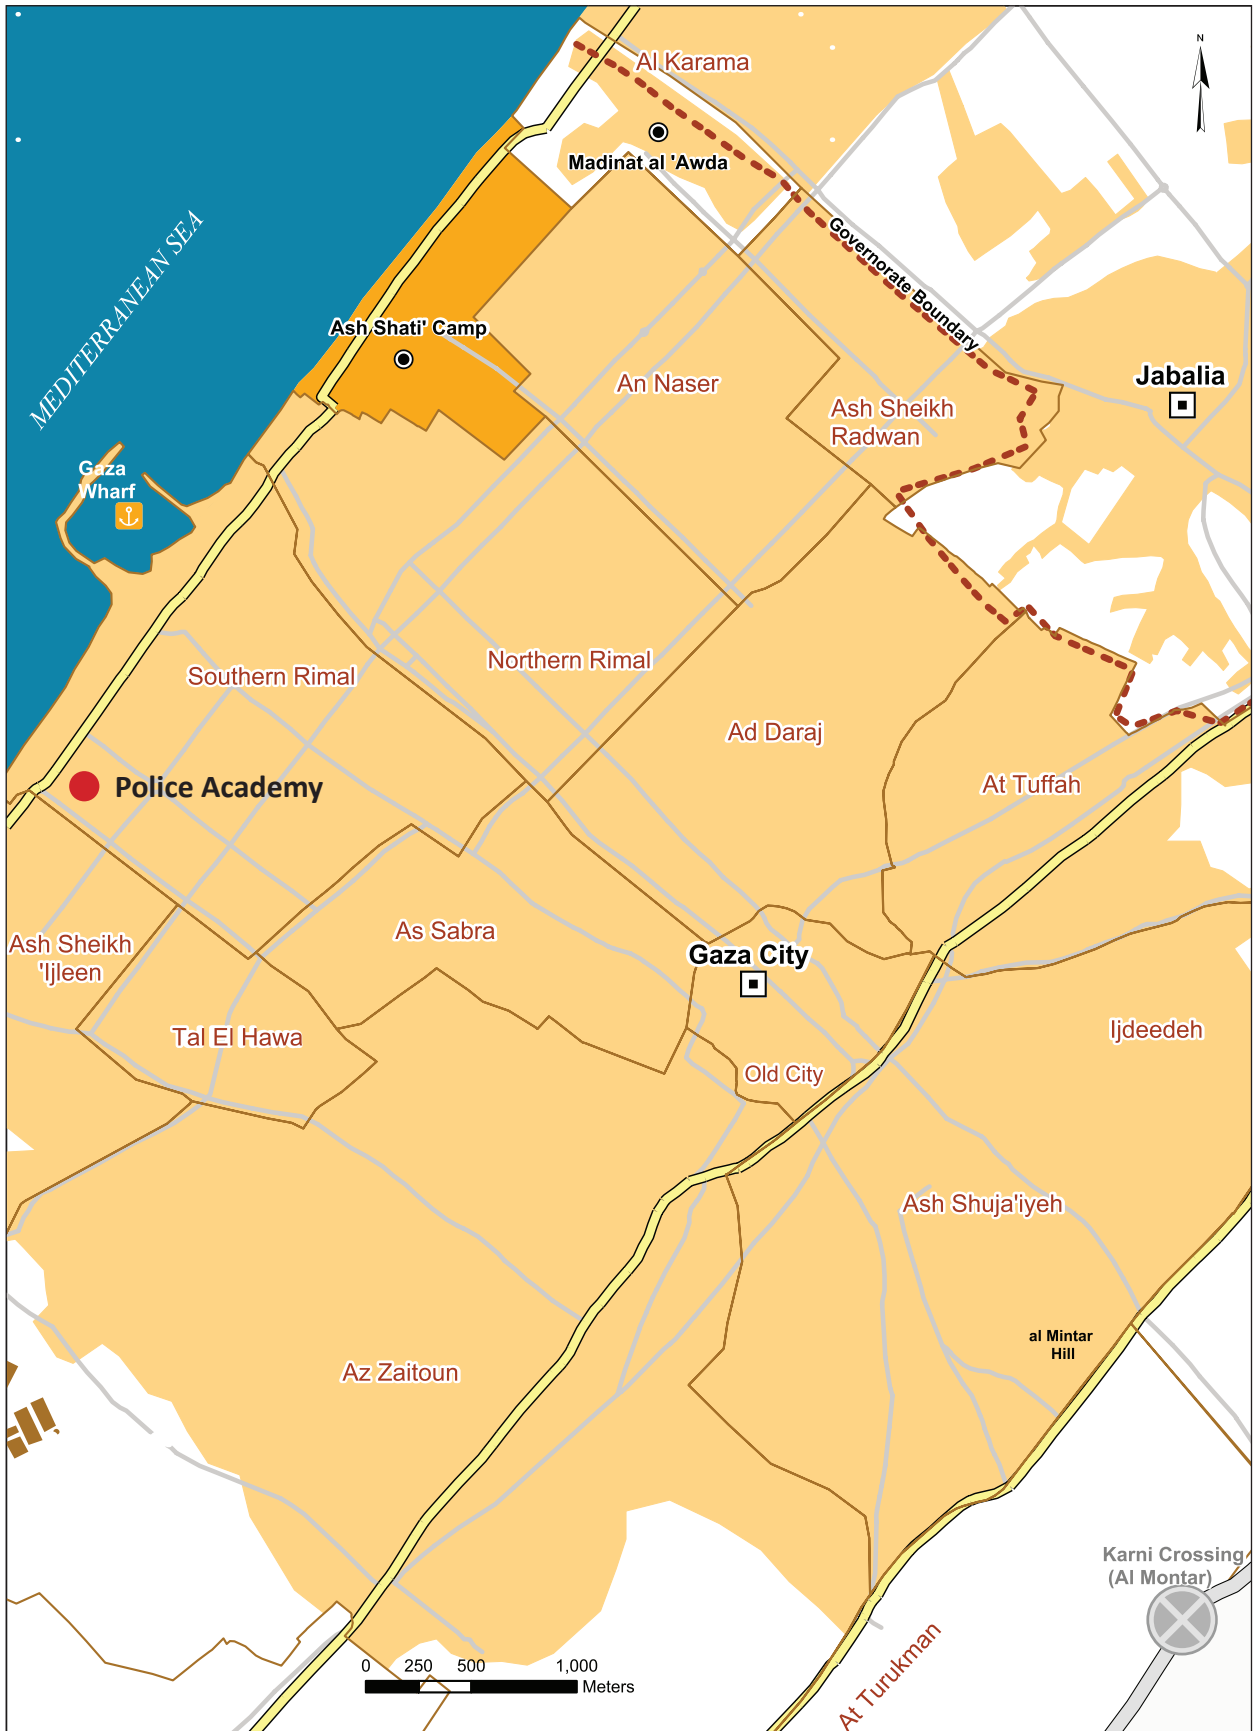 N
Al Karama
Madinat al 'Awda
MEDITERRANEAN SEA
Governorate Boundary
Ash Shati' Camp
Jabalia
An Naser
Ash Sheikh
Radwan
Gaza
Wharf
Northern Rimal
Southern Rimal
Ad Daraj
At Tuffah
Police Academy
As Sabra
Ash Sheikh
'Ijleen
Gaza City
Tal El Hawa
Ijdeedeh
Old City
Ash Shuja'iyeh
al Mintar
Hill
Az Zaitoun
Karni Crossing
(Al Montar)
At Turukman
0 250 500 1,000
Meters